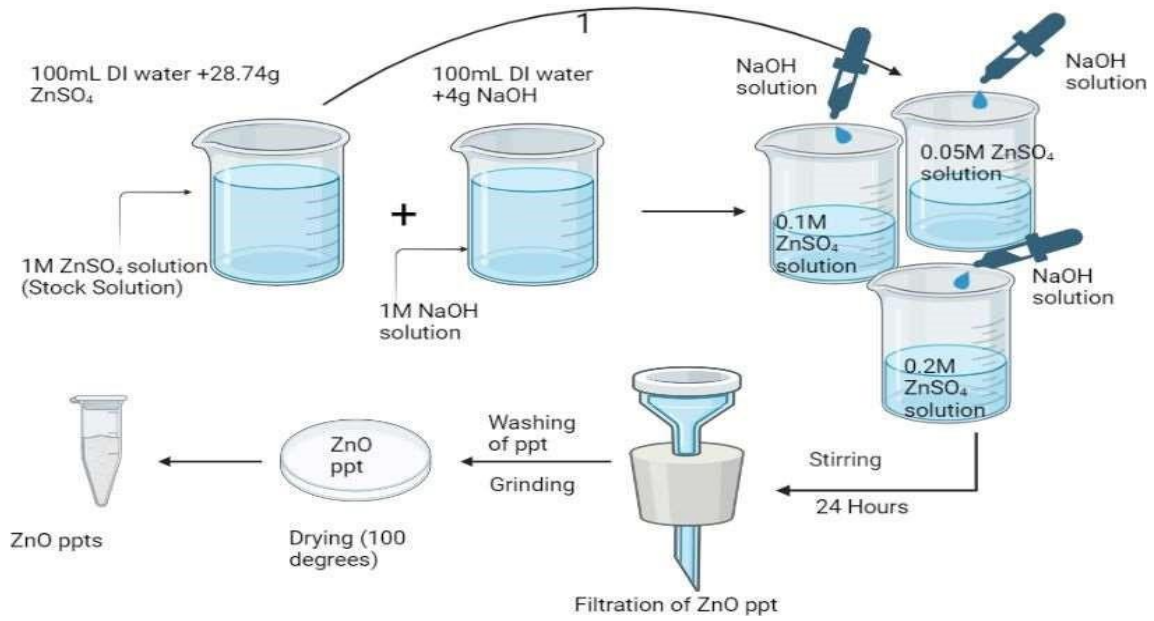 1
100mL DI water +28.74g
ZnSO₄
100mL DI water
+4g NaOH
NaOH
solution
NaOH
solution
0.05M ZnSO₄
solution
0.1M
ZnSO₄
solution
+
1M ZnSO₄ solution
(Stock Solution)
1M NaOH
solution
NaOH
solution
0.2M
ZnSO₄
solution
Stirring
24 Hours
Washing
of ppt
Grinding
ZnO
ppt
ZnO ppts
Drying (100
degrees)
Filtration of ZnO ppt